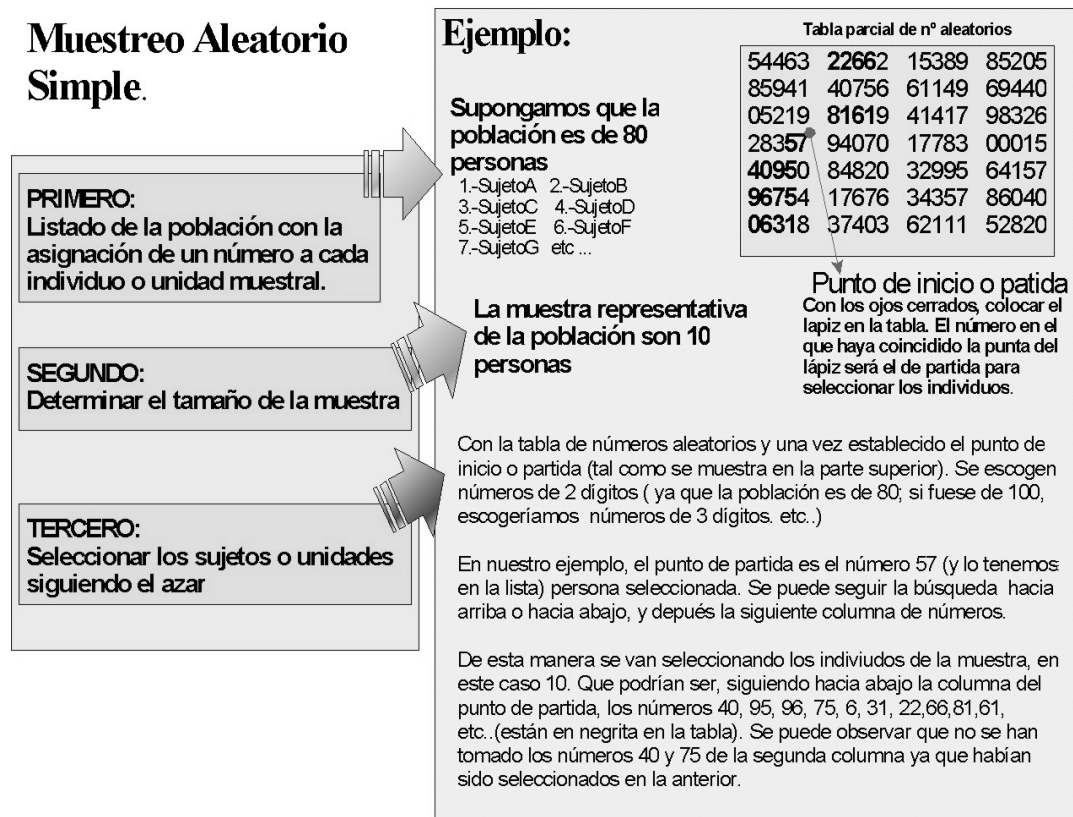 Muestreo Aleatorio
Simple.
PRIMERO:
Listado de la población con la
asignación de un número a cada
individuo o unidad muestral.
SEGUNDO:
Determinar el tamaño de la muestra
TERCERO:
Seleccionar los sujetos o unidades
siguiendo el azar
Ejemplo:
Supongamos que la
población es de 80
personas
1.-SujetoA 2.-SujetoB
3.-SujetoC 4.-SujetoD
5.-SujetoE 6.-SujetoF
7.-SujetoG etc ...
Tabla parcial de nº aleatorios
54463 22662 15389 85205
85941 40756 61149 69440
05219 81619 41417 98326
28357 94070 17783 00015
40950 84820 32995 64157
96754 17676 34357 86040
06318 37403 62111 52820
Punto de inicio o patida
Con los ojos cerrados, colocar el
lapiz en la tabla. El número en el
que haya coincidido la punta del
lápiz será el de partida para
seleccionar los individuos.
La muestra representativa
de la población son 10
personas
Con la tabla de números aleatorios y una vez establecido el punto de
inicio o partida (tal como se muestra en la parte superior). Se escogen
números de 2 dígitos ( ya que la población es de 80; si fuese de 100,
escogeríamos números de 3 dígitos. etc..)
En nuestro ejemplo, el punto de partida es el número 57 (y lo tenemos
en la lista) persona seleccionada. Se puede seguir la búsqueda hacia
arriba o hacia abajo, y depués la siguiente columna de números.
De esta manera se van seleccionando los indiviudos de la muestra, en
este caso 10. Que podrían ser, siguiendo hacia abajo la columna del
punto de partida, los números 40, 95, 96, 75, 6, 31, 22,66,81,61,
etc..(están en negrita en la tabla). Se puede observar que no se han
tomado los números 40 y 75 de la segunda columna ya que habían
sido seleccionados en la anterior.